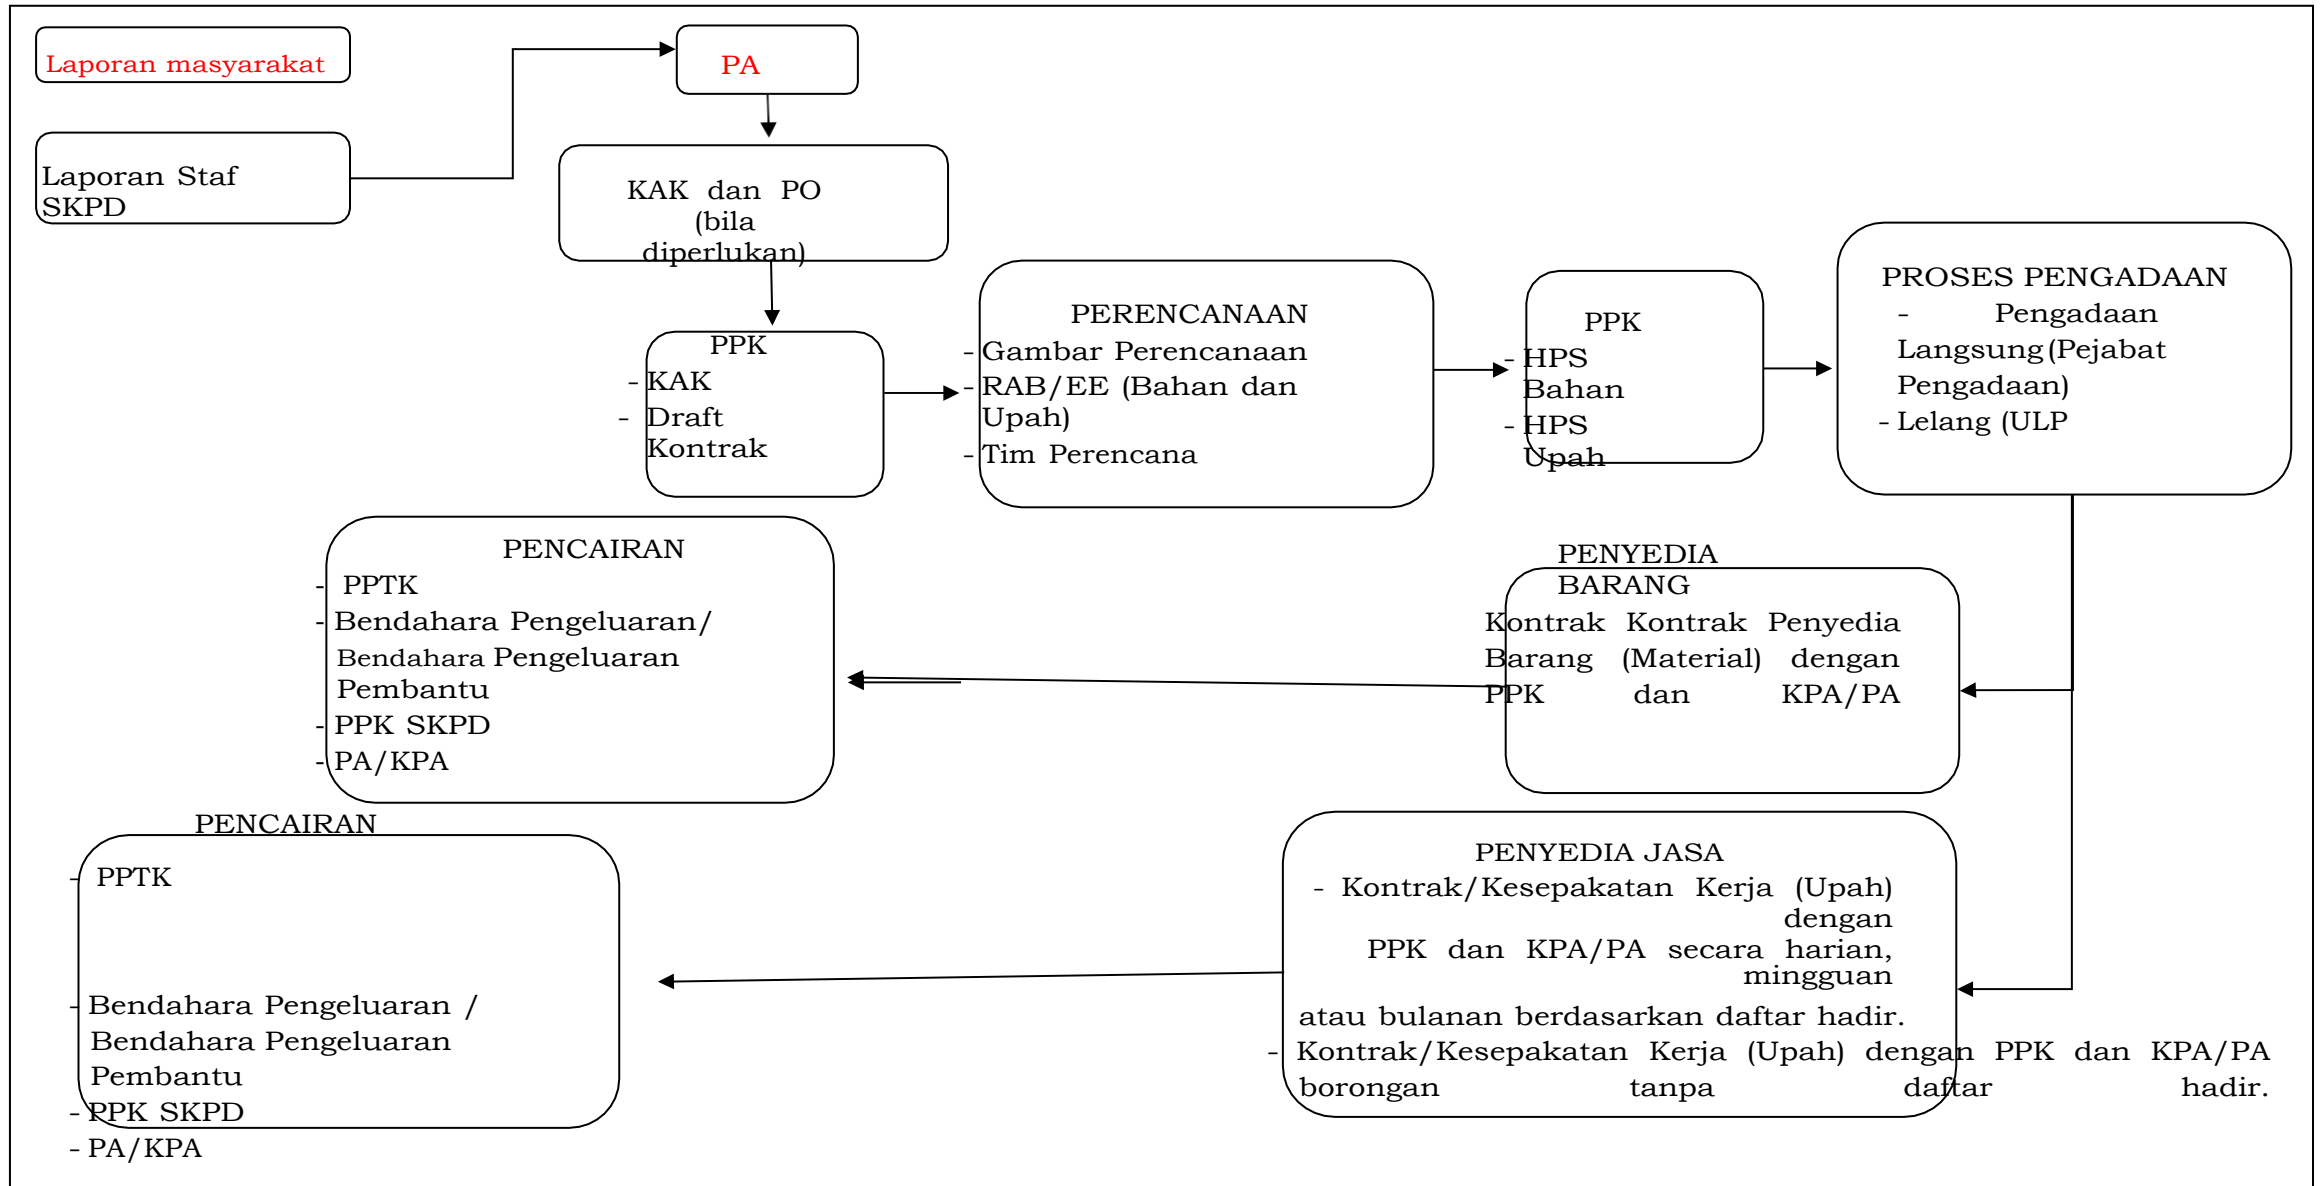 Laporan masyarakat
PA
Laporan Staf
SKPD
KAK dan PO
(bila
diperlukan)
PPK
- KAK
- Draft
Kontrak
PERENCANAAN
- Gambar Perencanaan
- RAB/EE (Bahan dan
Upah)
- Tim Perencana
PPK
- HPS
Bahan
- HPS
Upah
PROSES PENGADAAN
- Pengadaan
Langsung (Pejabat
Pengadaan)
- Lelang (ULP
PENCAIRAN
- PPTK
- Bendahara Pengeluaran/
Bendahara Pengeluaran
Pembantu
- PPK SKPD
- PA/KPA
PENYEDIA
BARANG
Kontrak Kontrak Penyedia
Barang (Material) dengan
PPK dan KPA/PA
PENCAIRAN
- PPTK
- Bendahara Pengeluaran /
Bendahara Pengeluaran
Pembantu
- PPK SKPD
- PA/KPA
PENYEDIA JASA
- Kontrak/Kesepakatan Kerja (Upah)
dengan
PPK dan KPA/PA secara harian,
mingguan
atau bulanan berdasarkan daftar hadir.
- Kontrak/Kesepakatan Kerja (Upah) dengan PPK dan KPA/PA
borongan tanpa daftar hadir.